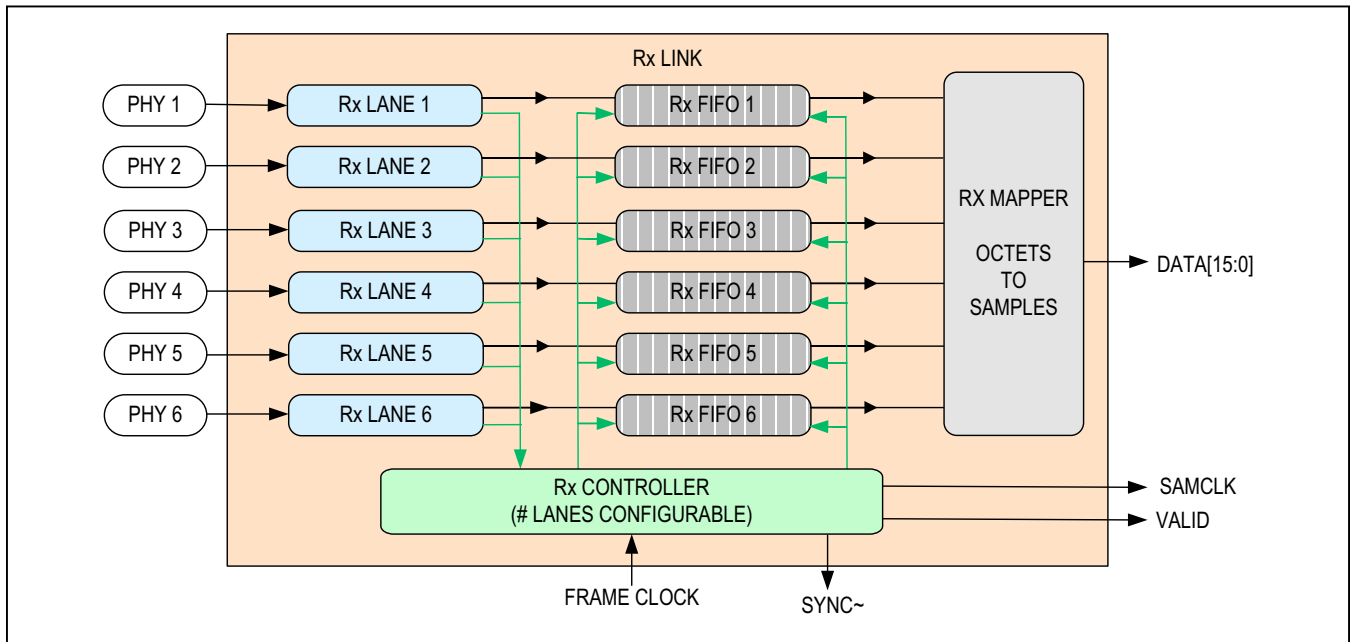 Rx LINK
PHY 1
Rx LANE 1
Rx FIFO 1
PHY 2
Rx LANE 2
Rx FIFO 2
PHY 3
Rx LANE 3
Rx FIFO 3
PHY 4
Rx LANE 4
Rx FIFO 4
PHY 5
Rx LANE 5
Rx FIFO 5
PHY 6
Rx LANE 6
Rx FIFO 6
RX MAPPER
OCTETS
TO
SAMPLES
DATA[15:0]
Rx CONTROLLER
(# LANES CONFIGURABLE)
SAMCLK
VALID
FRAME CLOCK
SYNC~